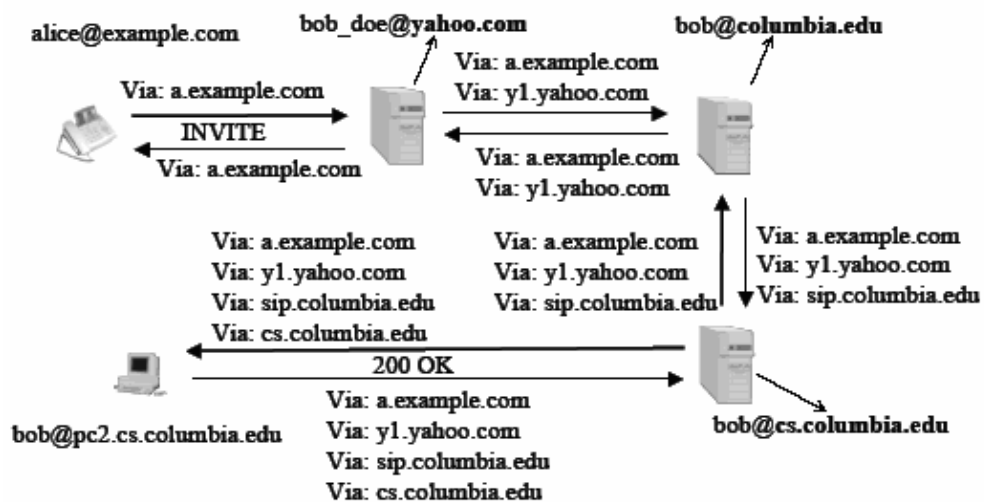 alice@example.com
bob_doe@yahoo.com
bob@columbia.edu
Via: a.example.com
INVITE
Via: a.example.com
Via: a.example.com
Via: y1.yahoo.com
Via: a.example.com
Via: y1.yahoo.com
Via: a.example.com
Via: y1.yahoo.com
Via: sip.columbia.edu
Via: cs.columbia.edu
Via: a.example.com
Via: y1.yahoo.com
Via: sip.columbia.edu
Via: a.example.com
Via: y1.yahoo.com
Via: sip.columbia.edu
200 OK
bob@pc2.cs.columbia.edu
Via: a.example.com
Via: y1.yahoo.com
Via: sip.columbia.edu
Via: cs.columbia.edu
bob@cs.columbia.edu